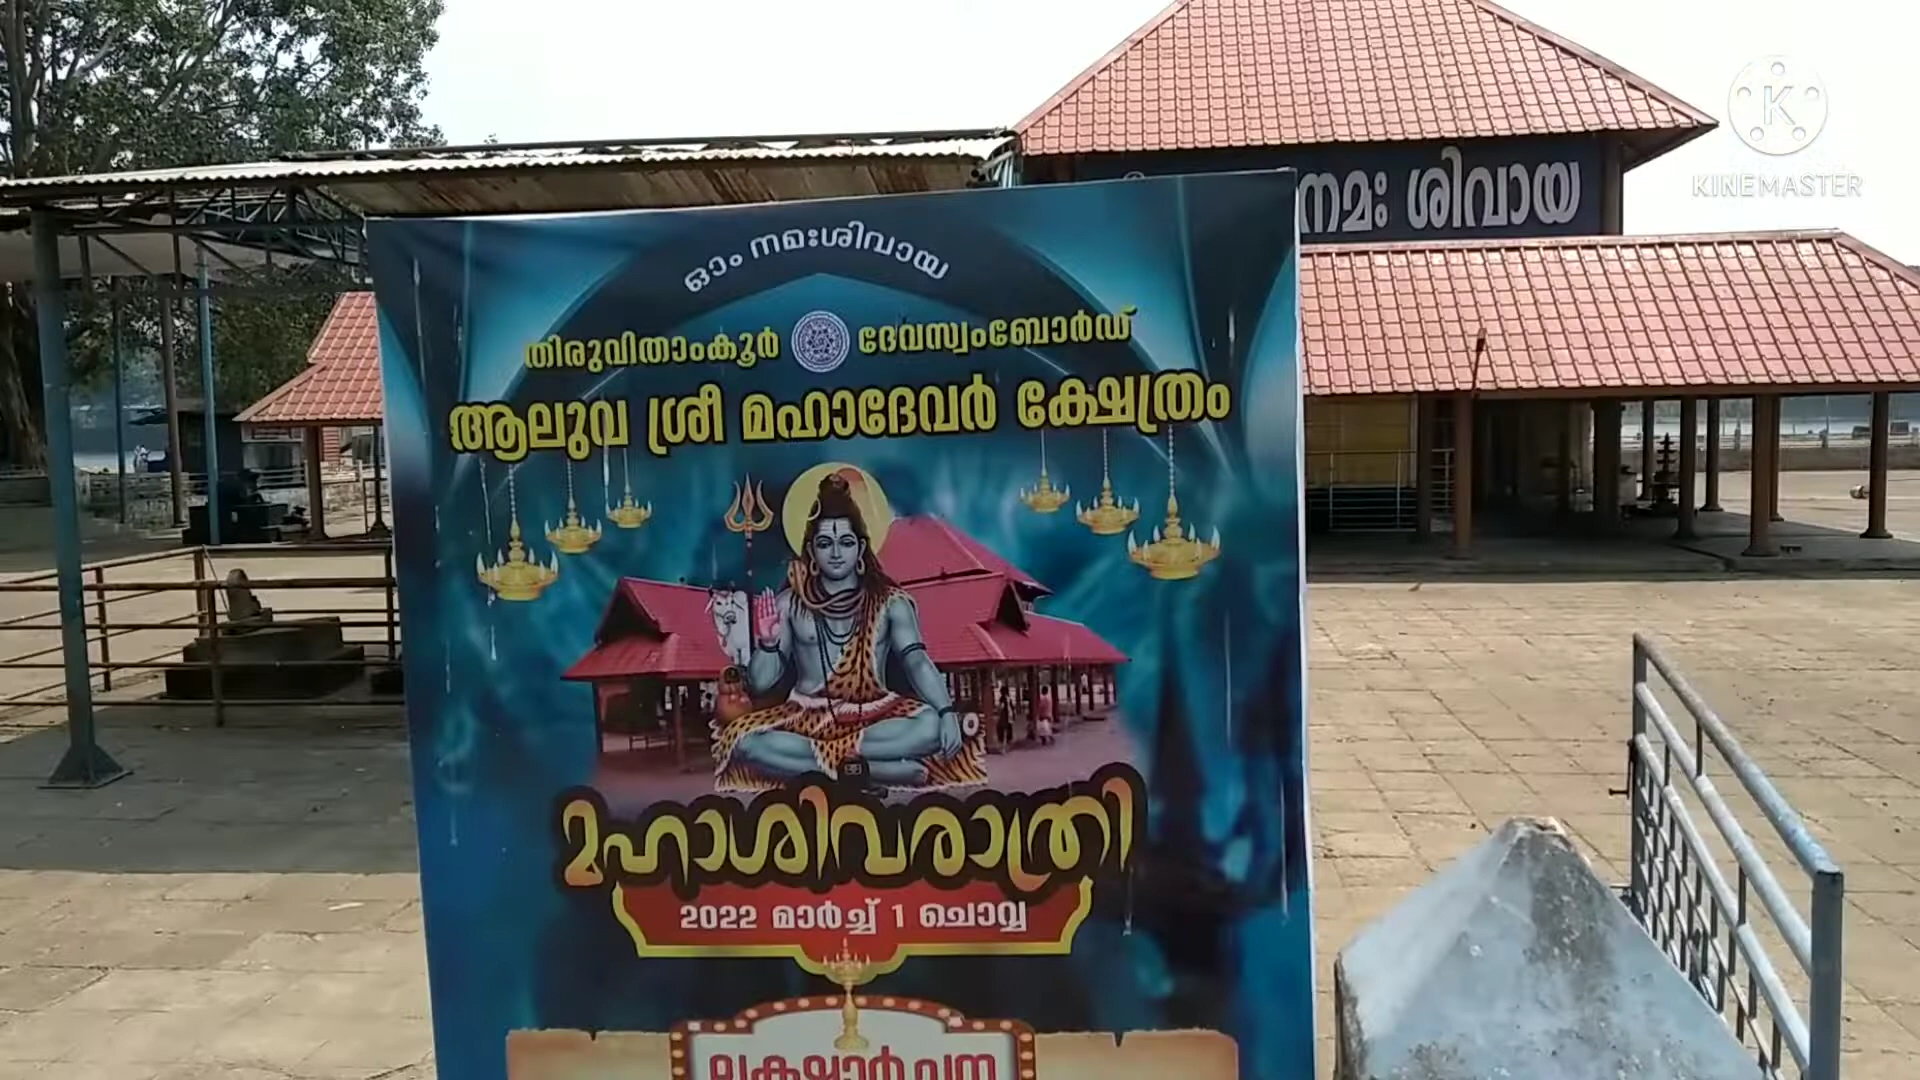 KINEMASTER
നമഃ ശിവായ
ഓം നമഃശിവായ
തിരുവിതാംകൂർ ദേവസ്വംബോർഡ്
ആലുവ ശ്രീ മഹാദേവർ ക്ഷേത്രം
മഹാശിവരാത്രി
2022 മാർച്ച് 1 ചൊവ്വ